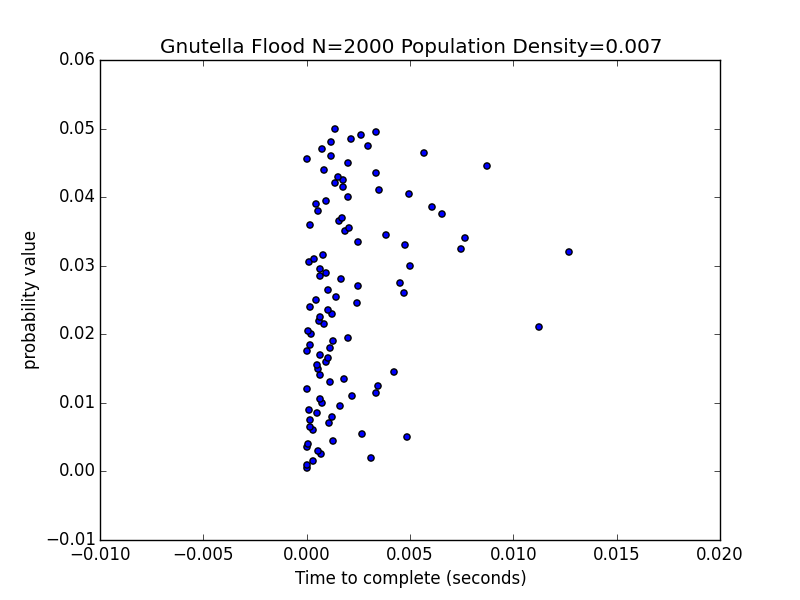 Gnutella Flood N=2000 Population Density=0.007
0.06
0.05
0.04
0.03
0.02
0.01
0.00
−0.01
probability value
−0.010 −0.005 0.000 0.005 0.010 0.015 0.020
Time to complete (seconds)